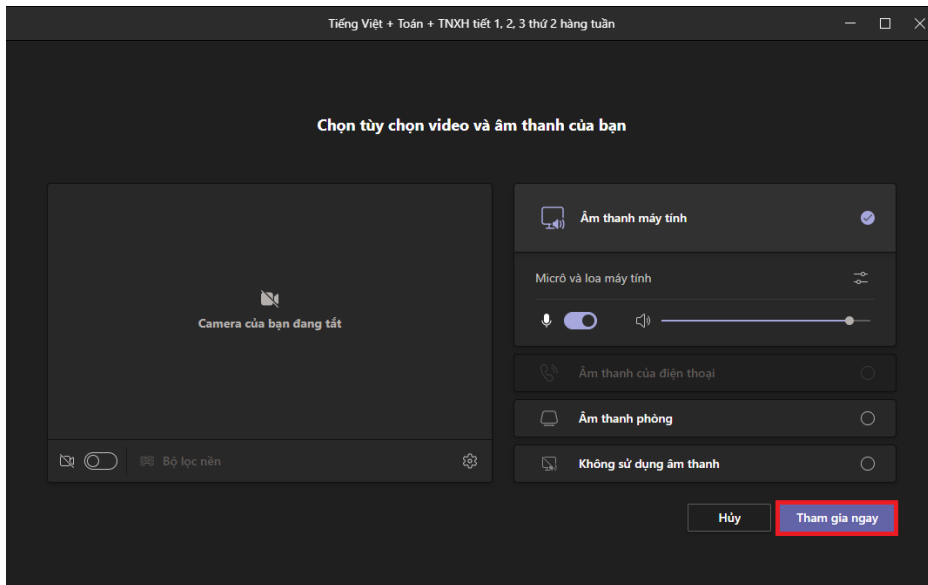 Tiếng Việt + Toán + TNXH tiết 1, 2, 3 thứ 2 hàng tuần
Chọn tùy chọn video và âm thanh của bạn
Camera của bạn đang tắt
Bộ lọc nền
Âm thanh máy tính
Micrô và loa máy tính
Âm thanh của điện thoại
Âm thanh phòng
Không sử dụng âm thanh
Hủy
Tham gia ngay